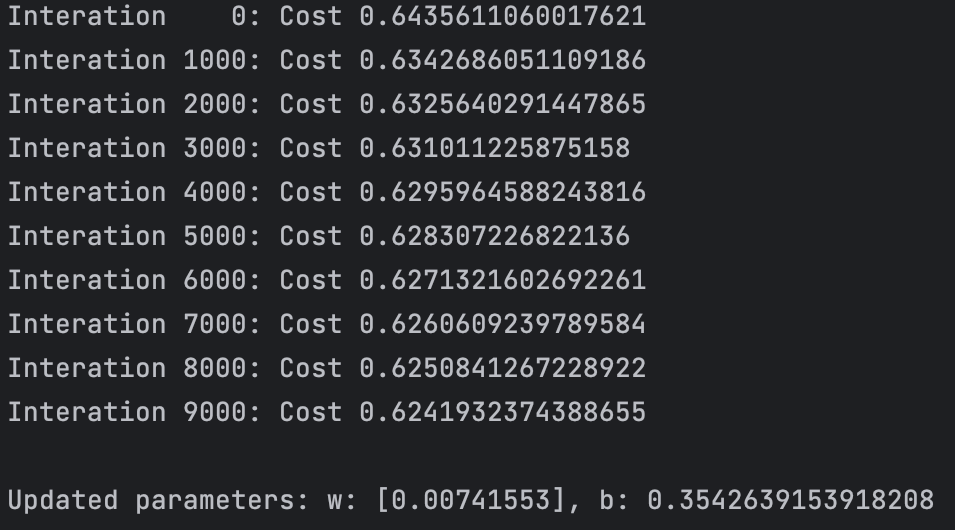 Interation    0: Cost 0.6435611060017621
Interation 1000: Cost 0.6342686051109186
Interation 2000: Cost 0.6325640291447865
Interation 3000: Cost 0.631011225875158
Interation 4000: Cost 0.6295964588243816
Interation 5000: Cost 0.628307226822136
Interation 6000: Cost 0.6271321602692261
Interation 7000: Cost 0.6260609239789584
Interation 8000: Cost 0.6250841267228922
Interation 9000: Cost 0.6241932374388655
Updated parameters: w: [0.00741553], b: 0.3542639153918208